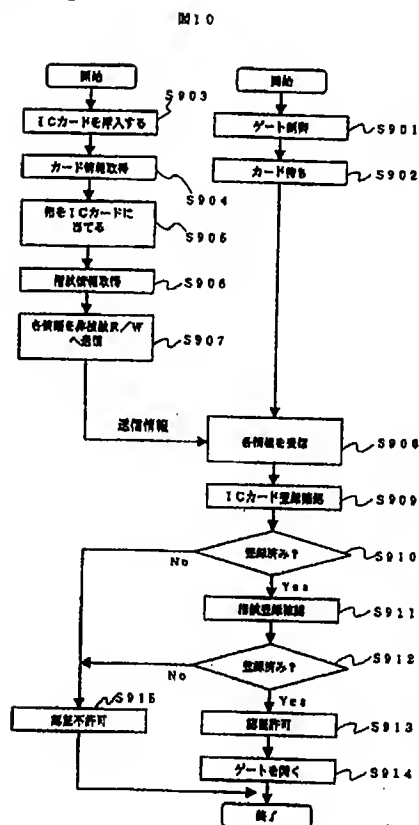 図10
開始
ICカードを挿入する
S903
カード情報取得
S904
指をICカードに
当てる
S905
指紋情報取得
S906
各情報を非接触R/W
へ送信
S907
開始
ゲート制御
S901
カード待ち
S902
送信情報
各情報を受信
S908
ICカード登録確認
S909
登録済み?
S910
No
Yes
指紋登録確認
S911
登録済み?
S912
No
Yes
認証不許可
S915
認証許可
S913
ゲートを開く
S914
終了